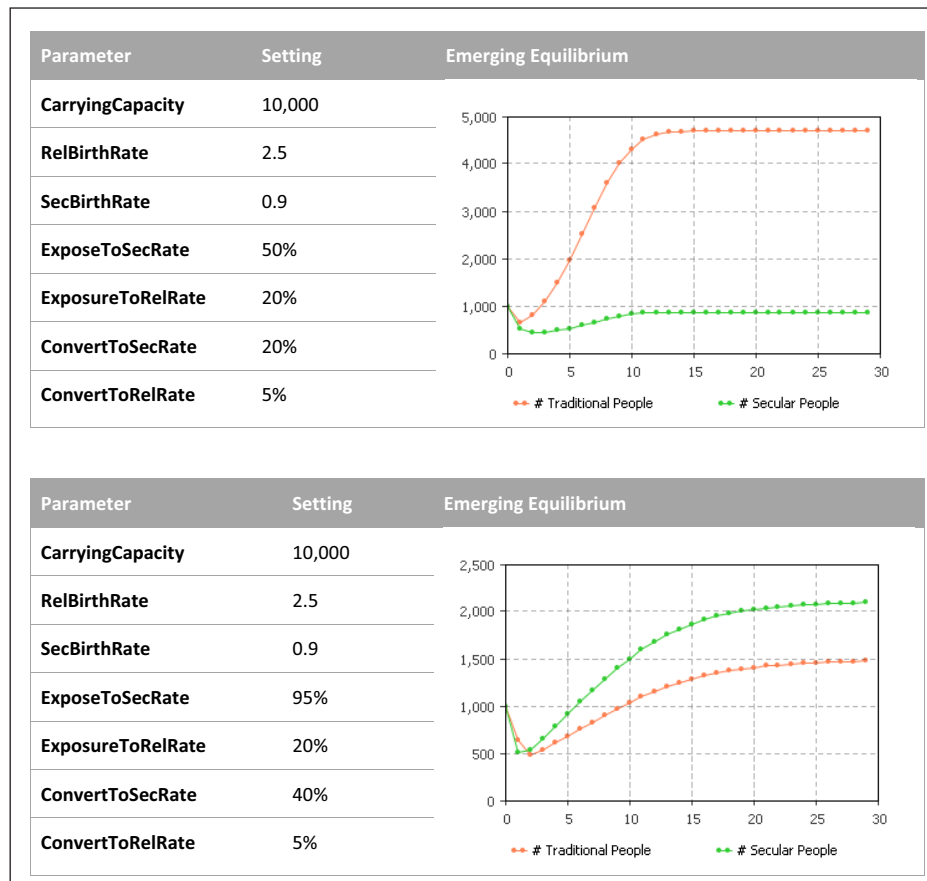 Parameter Setting Emerging Equilibrium
CarryingCapacity 10,000
RelBirthRate 2.5
SecBirthRate 0.9
ExposeToSecRate 50%
ExposureToRelRate 20%
ConvertToSecRate 20%
ConvertToRelRate 5%
5,000
4,000
3,000
2,000
1,000
0
0 5 10 15 20 25 30
# Traditional People # Secular People
Parameter Setting Emerging Equilibrium
CarryingCapacity 10,000
RelBirthRate 2.5
SecBirthRate 0.9
ExposeToSecRate 95%
ExposureToRelRate 20%
ConvertToSecRate 40%
ConvertToRelRate 5%
2,500
2,000
1,500
1,000
500
0
0 5 10 15 20 25 30
# Traditional People # Secular People